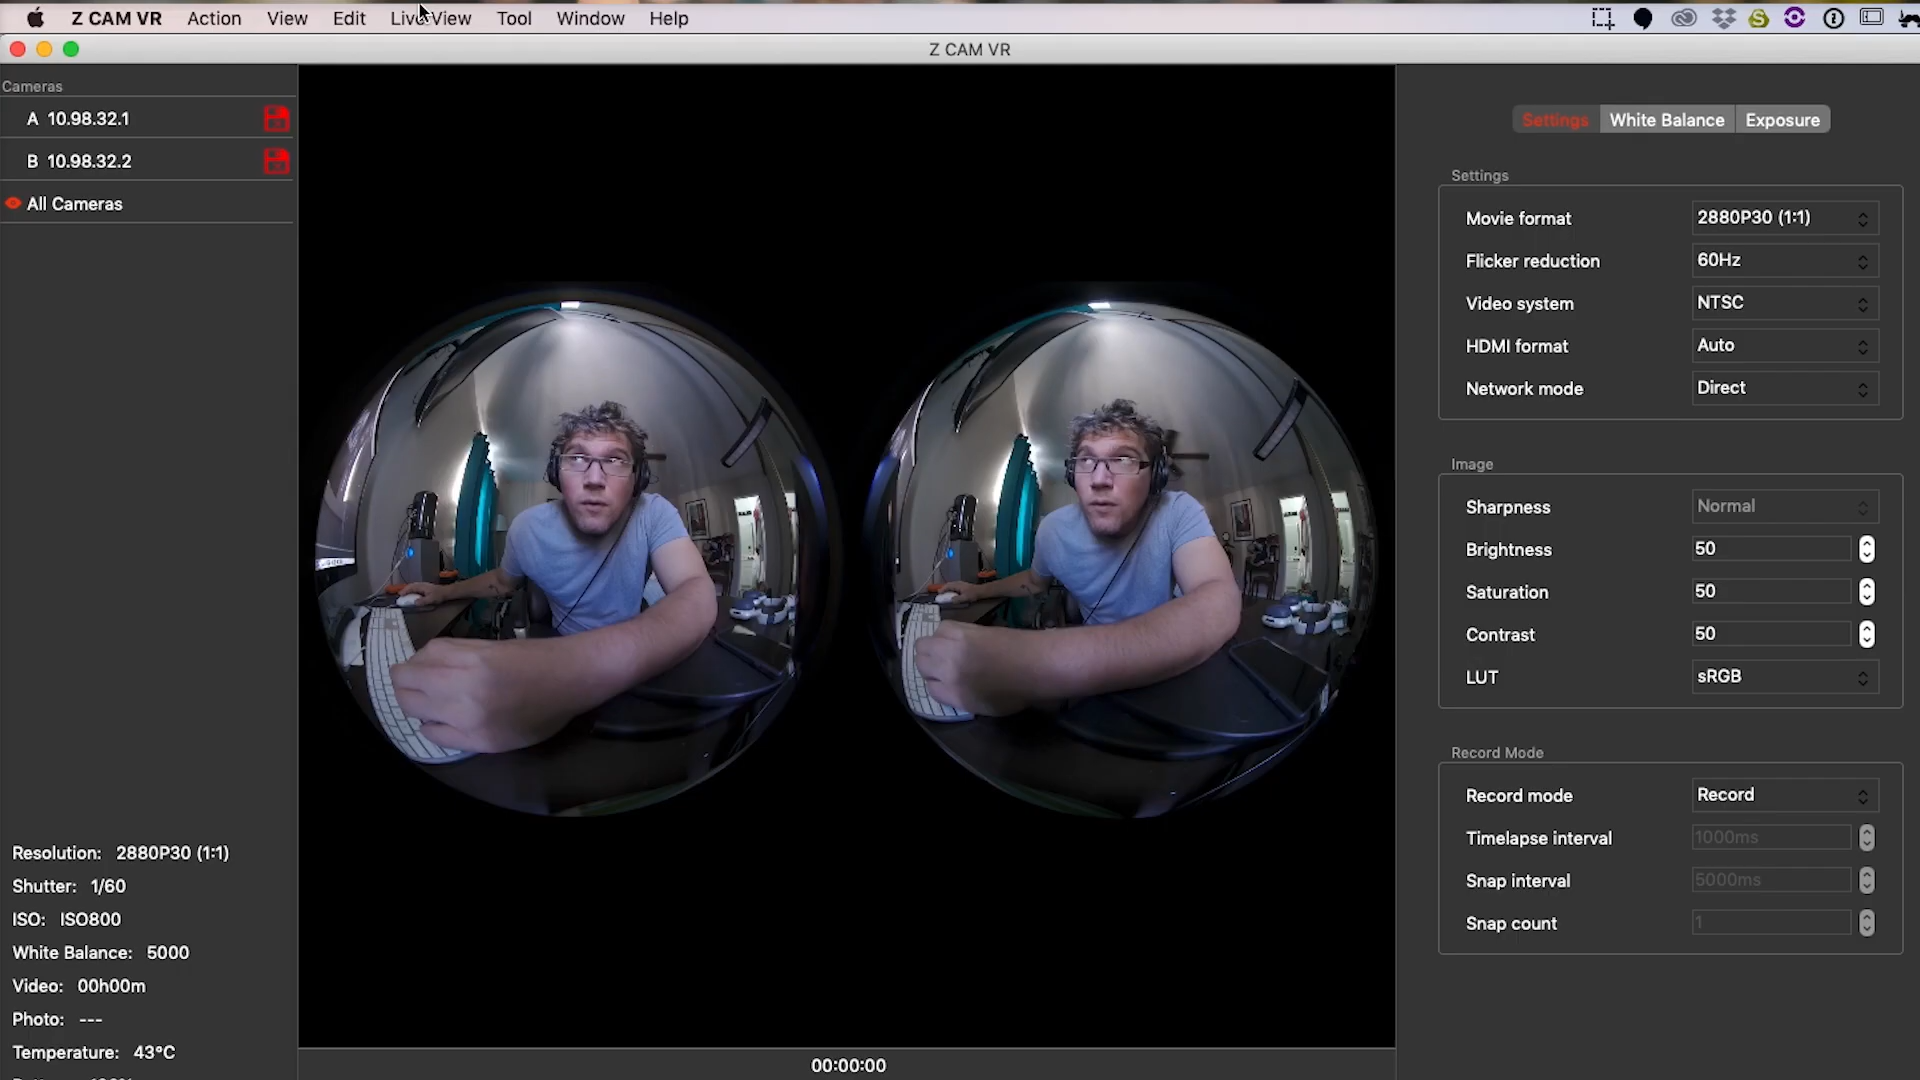 Z CAM VR Action View Edit Live View Tool Window Help
Z CAM VR
Cameras
A 10.98.32.1
B 10.98.32.2
All Cameras
Resolution: 2880P30 (1:1)
Shutter: 1/60
ISO: ISO800
White Balance: 5000
Video: 00h00m
Photo: ---
Temperature: 43°C
00:00:00
Settings White Balance Exposure
Settings
Movie format 2880P30 (1:1)
Flicker reduction 60Hz
Video system NTSC
HDMI format Auto
Network mode Direct
Image
Sharpness Normal
Brightness 50
Saturation 50
Contrast 50
LUT sRGB
Record Mode
Record mode Record
Timelapse interval 1000ms
Snap interval 5000ms
Snap count 1